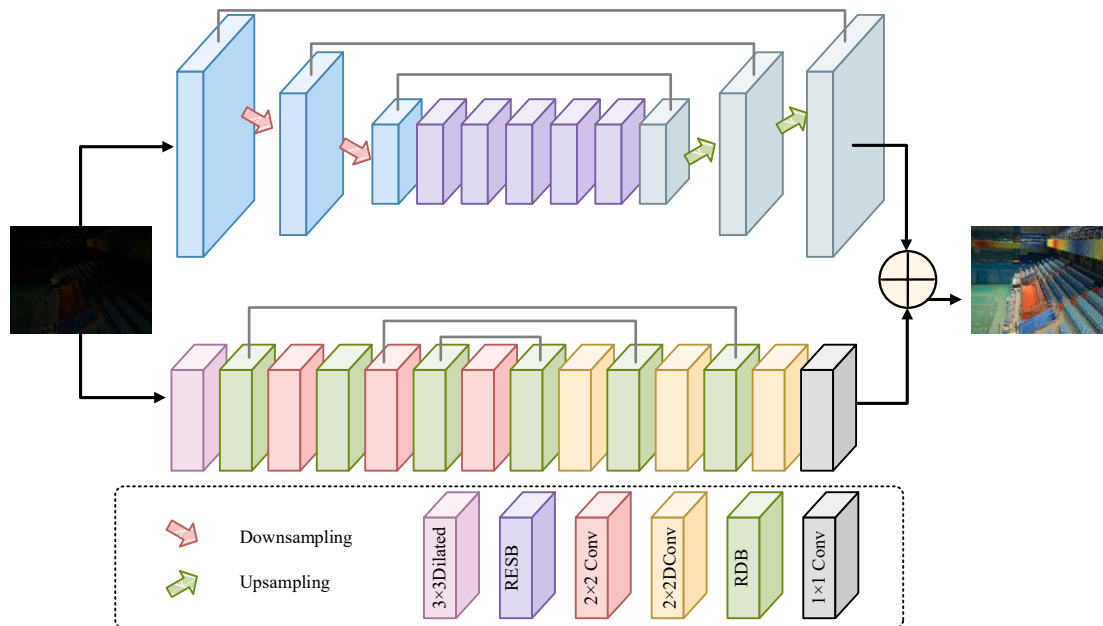 Downsampling
Upsampling
3×3Dilated
RESB
2×2 Conv
2×2DConv
RDB
1×1 Conv